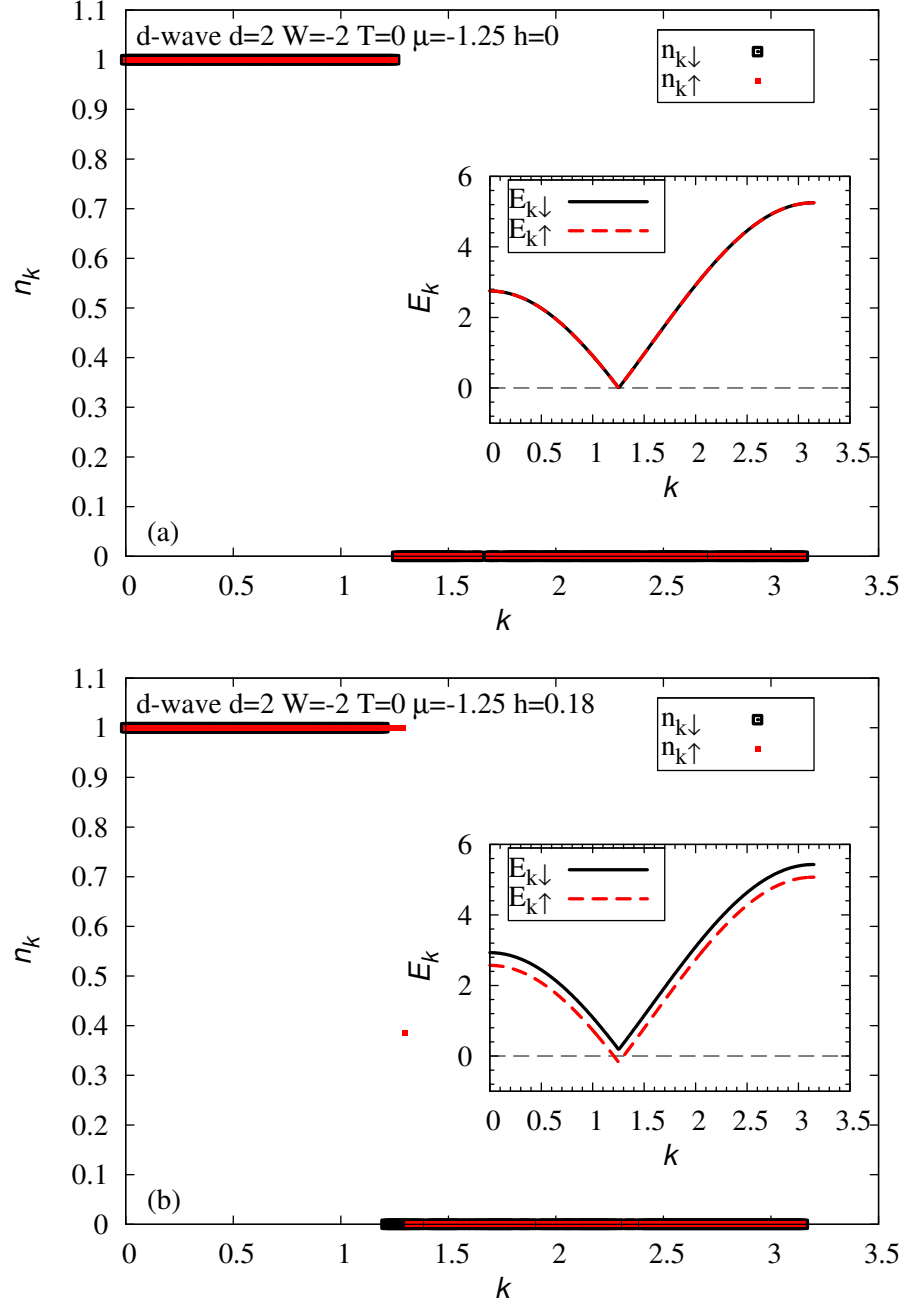 d-wave d=2 W=-2 T=0 μ=-1.25 h=0
n_k↓
n_k↑
1.1
1
0.9
0.8
0.7
0.6
0.5
0.4
0.3
0.2
0.1
0
n_k
0 0.5 1 1.5 2 2.5 3 3.5
k
(a)
E_k↓
E_k↑
6
4
2
0
E_k
0 0.5 1 1.5 2 2.5 3 3.5
k
d-wave d=2 W=-2 T=0 μ=-1.25 h=0.18
n_k↓
n_k↑
1.1
1
0.9
0.8
0.7
0.6
0.5
0.4
0.3
0.2
0.1
0
n_k
0 0.5 1 1.5 2 2.5 3 3.5
k
(b)
E_k↓
E_k↑
6
4
2
0
E_k
0 0.5 1 1.5 2 2.5 3 3.5
k